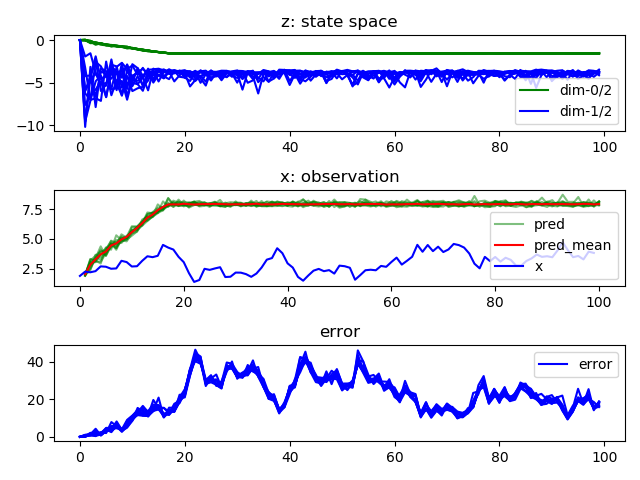 z: state space
0
−5
−10
dim-0/2
dim-1/2
0 20 40 60 80 100
x: observation
7.5
5.0
2.5
pred
pred_mean
x
0 20 40 60 80 100
error
40
20
0
error
0 20 40 60 80 100